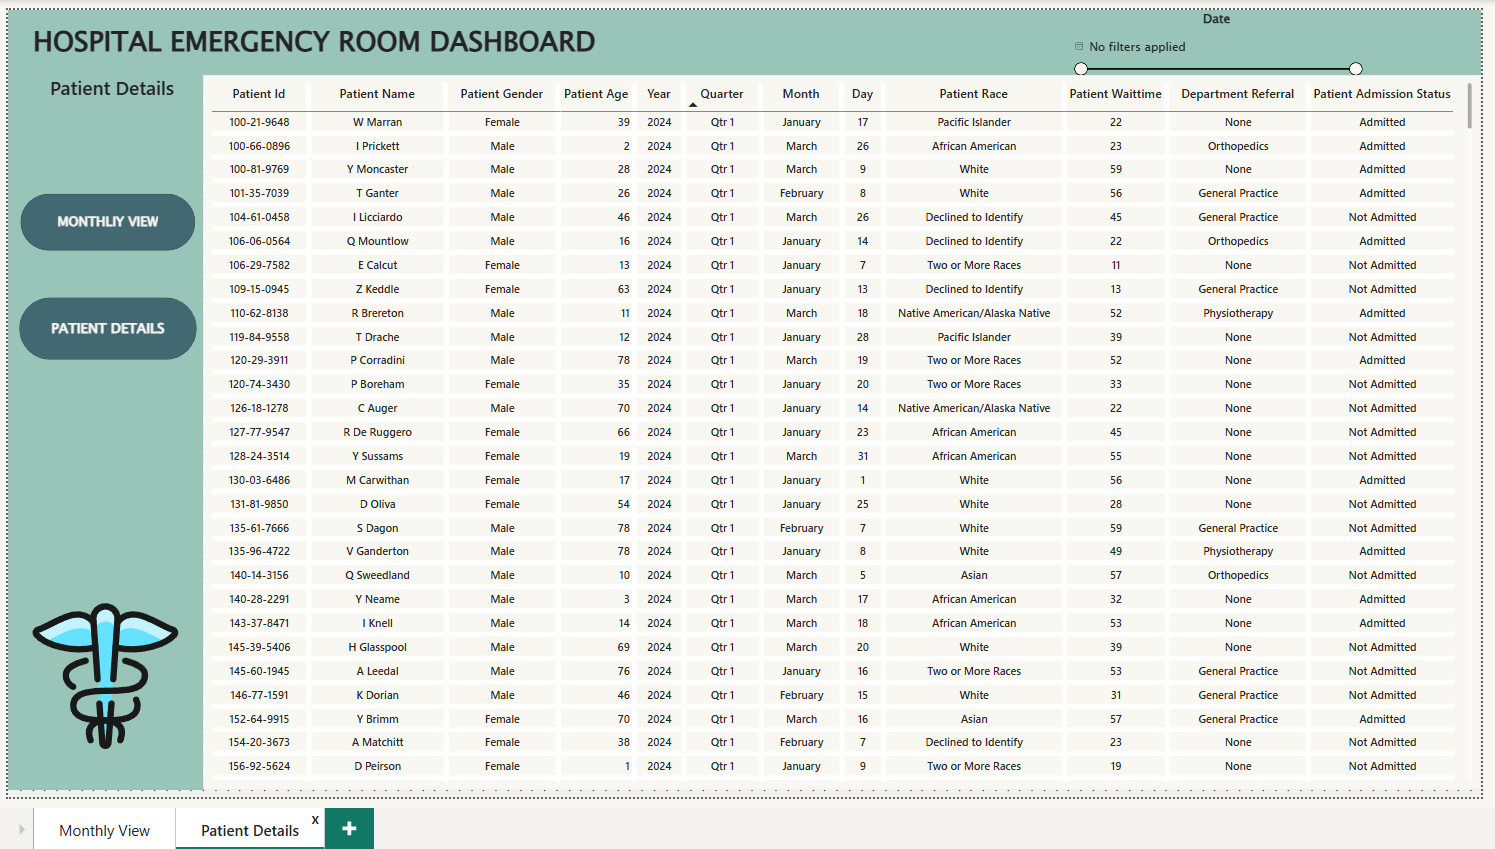 HOSPITAL EMERGENCY ROOM DASHBOARD
Date
No filters applied
Patient Details
MONTHLIY VIEW
PATIENT DETAILS
Patient Id Patient Name Patient Gender Patient Age Year Quarter Month Day Patient Race Patient Waittime Department Referral Patient Admission Status
100-21-9648 W Marran Female 39 2024 Qtr 1 January 17 Pacific Islander 22 None Admitted
100-66-0896 I Prickett Male 2 2024 Qtr 1 March 26 African American 23 Orthopedics Admitted
100-81-9769 Y Moncaster Male 28 2024 Qtr 1 March 9 White 59 None Admitted
101-35-7039 T Ganter Male 26 2024 Qtr 1 February 8 White 56 General Practice Admitted
104-61-0458 I Licciardo Male 46 2024 Qtr 1 March 26 Declined to Identify 45 General Practice Not Admitted
106-06-0564 Q Mountlow Male 16 2024 Qtr 1 January 14 Declined to Identify 22 Orthopedics Admitted
106-29-7582 E Calcut Female 13 2024 Qtr 1 January 7 Two or More Races 11 None Not Admitted
109-15-0945 Z Keddle Female 63 2024 Qtr 1 January 13 Declined to Identify 13 General Practice Not Admitted
110-62-8138 R Brereton Male 11 2024 Qtr 1 March 18 Native American/Alaska Native 52 Physiotherapy Admitted
119-84-9558 T Drache Male 12 2024 Qtr 1 January 28 Pacific Islander 39 None Not Admitted
120-29-3911 P Corradini Male 78 2024 Qtr 1 March 19 Two or More Races 52 None Admitted
120-74-3430 P Boreham Female 35 2024 Qtr 1 January 20 Two or More Races 33 None Not Admitted
126-18-1278 C Auger Male 70 2024 Qtr 1 January 14 Native American/Alaska Native 22 None Not Admitted
127-77-9547 R De Ruggero Female 66 2024 Qtr 1 January 23 African American 45 None Not Admitted
128-24-3514 Y Sussams Female 19 2024 Qtr 1 March 31 African American 55 None Not Admitted
130-03-6486 M Carwithan Female 17 2024 Qtr 1 January 1 White 56 None Admitted
131-81-9850 D Oliva Female 54 2024 Qtr 1 January 25 White 28 None Not Admitted
135-61-7666 S Dagon Male 78 2024 Qtr 1 February 7 White 59 General Practice Not Admitted
135-96-4722 V Ganderton Male 78 2024 Qtr 1 January 8 White 49 Physiotherapy Admitted
140-14-3156 Q Sweedland Male 10 2024 Qtr 1 March 5 Asian 57 Orthopedics Not Admitted
140-28-2291 Y Neame Male 3 2024 Qtr 1 March 17 African American 32 None Admitted
143-37-8471 I Knell Male 14 2024 Qtr 1 March 18 African American 53 None Admitted
145-39-5406 H Glasspool Male 69 2024 Qtr 1 March 20 White 39 None Not Admitted
145-60-1945 A Leedal Male 76 2024 Qtr 1 January 16 Two or More Races 53 General Practice Not Admitted
146-77-1591 K Dorian Male 46 2024 Qtr 1 February 15 White 31 General Practice Not Admitted
152-64-9915 Y Brimm Female 70 2024 Qtr 1 March 16 Asian 57 General Practice Admitted
154-20-3673 A Matchitt Female 38 2024 Qtr 1 February 7 Declined to Identify 23 None Not Admitted
156-92-5624 D Peirson Female 1 2024 Qtr 1 January 9 Two or More Races 19 None Not Admitted
Monthly View Patient Details x +